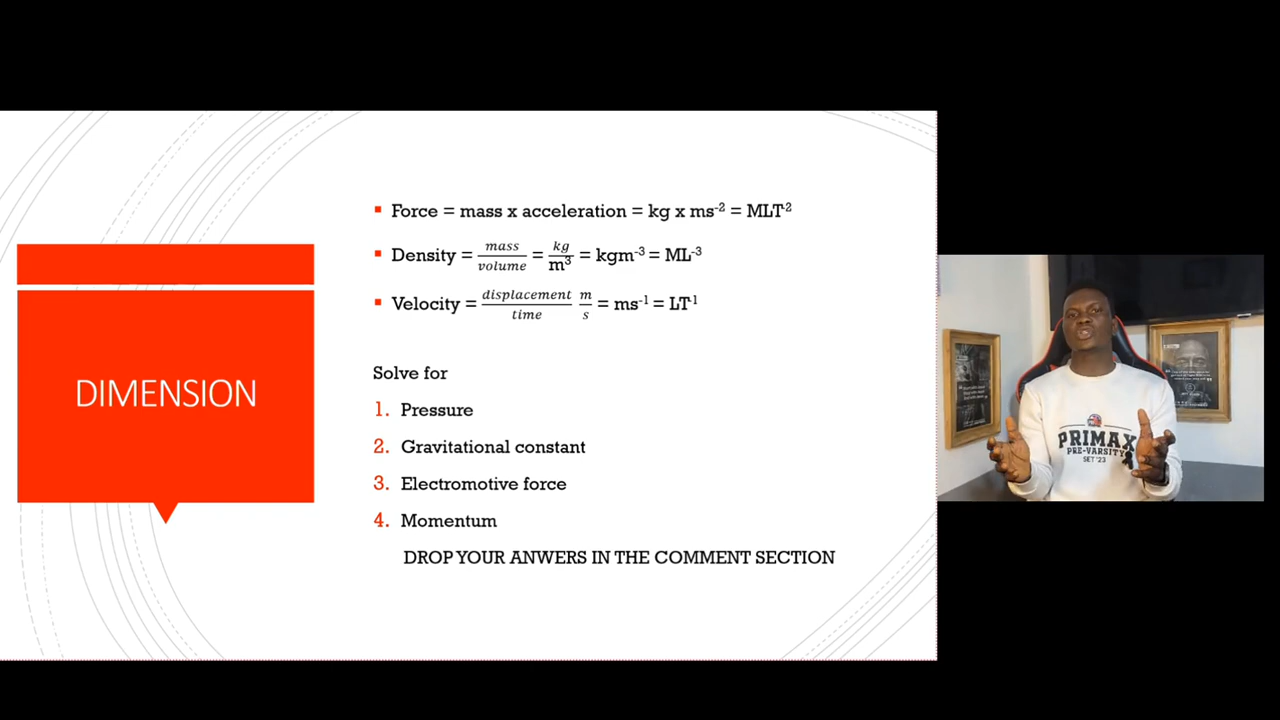 DIMENSION
Force = mass x acceleration = kg x ms⁻² = MLT⁻²
Density = mass/volume = kg/m³ = kgm⁻³ = ML⁻³
Velocity = displacement/time m/s = ms⁻¹ = LT⁻¹
Solve for
1. Pressure
2. Gravitational constant
3. Electromotive force
4. Momentum
DROP YOUR ANWERS IN THE COMMENT SECTION
PRIMAX
PRE-VARSITY
SET '23